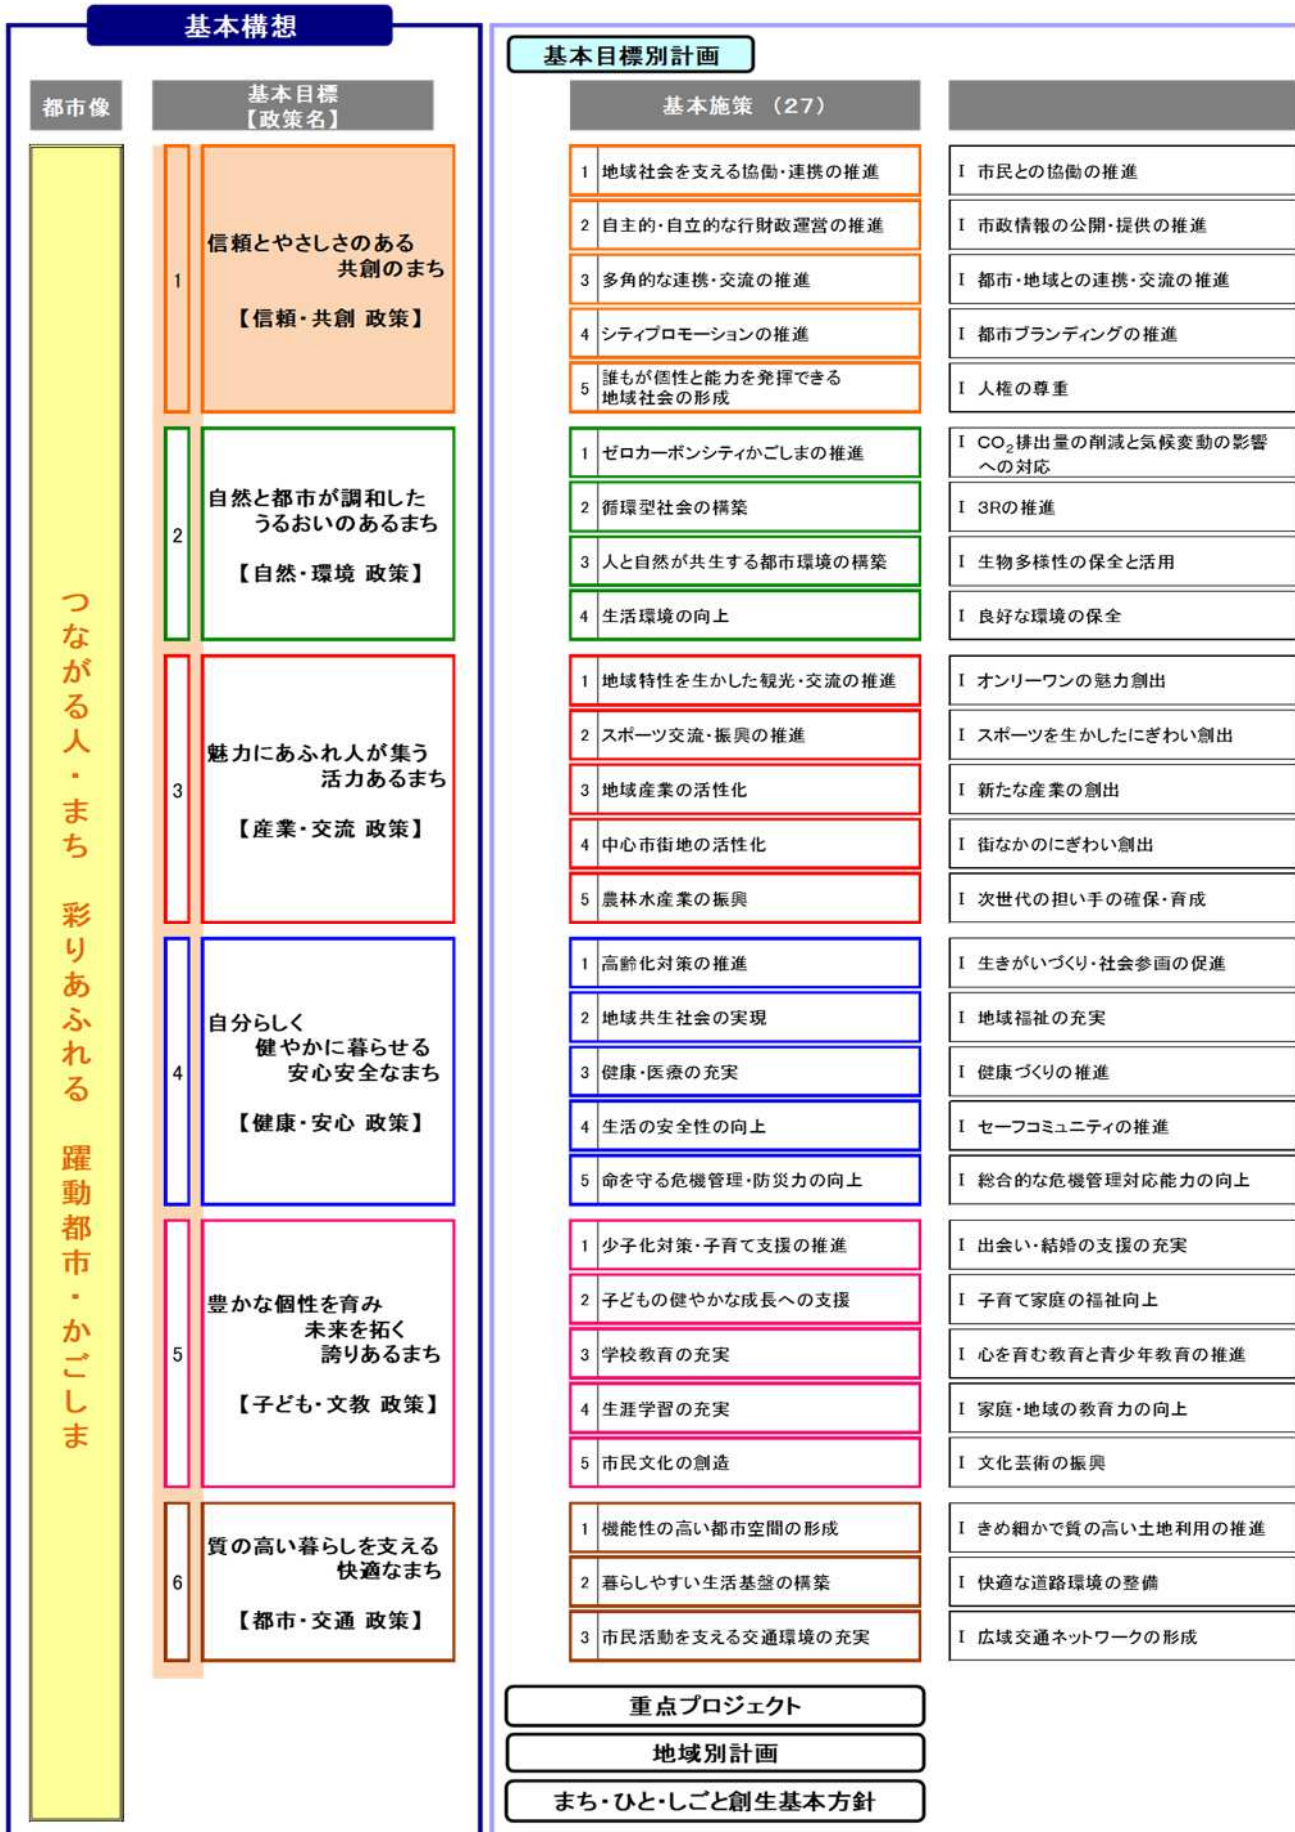 基本構想
都市像
基本目標
【政策名】
つながる人・まち 彩りあふれる 躍動都市・かごしま
1
信頼とやさしさのある
共創のまち
【信頼・共創 政策】
2
自然と都市が調和した
うるおいのあるまち
【自然・環境 政策】
3
魅力にあふれ人が集う
活力あるまち
【産業・交流 政策】
4
自分らしく
健やかに暮らせる
安心安全なまち
【健康・安心 政策】
5
豊かな個性を育み
未来を拓く
誇りあるまち
【子ども・文教 政策】
6
質の高い暮らしを支える
快適なまち
【都市・交通 政策】
基本目標別計画
基本施策 （27）
1 地域社会を支える協働・連携の推進
I 市民との協働の推進
2 自主的・自立的な行財政運営の推進
I 市政情報の公開・提供の推進
3 多角的な連携・交流の推進
I 都市・地域との連携・交流の推進
4 シティプロモーションの推進
I 都市ブランディングの推進
5 誰もが個性と能力を発揮できる
地域社会の形成
I 人権の尊重
1 ゼロカーボンシティかごしまの推進
I CO₂排出量の削減と気候変動の影響
への対応
2 循環型社会の構築
I 3Rの推進
3 人と自然が共生する都市環境の構築
I 生物多様性の保全と活用
4 生活環境の向上
I 良好な環境の保全
1 地域特性を生かした観光・交流の推進
I オンリーワンの魅力創出
2 スポーツ交流・振興の推進
I スポーツを生かしたにぎわい創出
3 地域産業の活性化
I 新たな産業の創出
4 中心市街地の活性化
I 街なかのにぎわい創出
5 農林水産業の振興
I 次世代の担い手の確保・育成
1 高齢化対策の推進
I 生きがいづくり・社会参画の促進
2 地域共生社会の実現
I 地域福祉の充実
3 健康・医療の充実
I 健康づくりの推進
4 生活の安全性の向上
I セーフコミュニティの推進
5 命を守る危機管理・防災力の向上
I 総合的な危機管理対応能力の向上
1 少子化対策・子育て支援の推進
I 出会い・結婚の支援の充実
2 子どもの健やかな成長への支援
I 子育て家庭の福祉向上
3 学校教育の充実
I 心を育む教育と青少年教育の推進
4 生涯学習の充実
I 家庭・地域の教育力の向上
5 市民文化の創造
I 文化芸術の振興
1 機能性の高い都市空間の形成
I きめ細かで質の高い土地利用の推進
2 暮らしやすい生活基盤の構築
I 快適な道路環境の整備
3 市民活動を支える交通環境の充実
I 広域交通ネットワークの形成
重点プロジェクト
地域別計画
まち・ひと・しごと創生基本方針